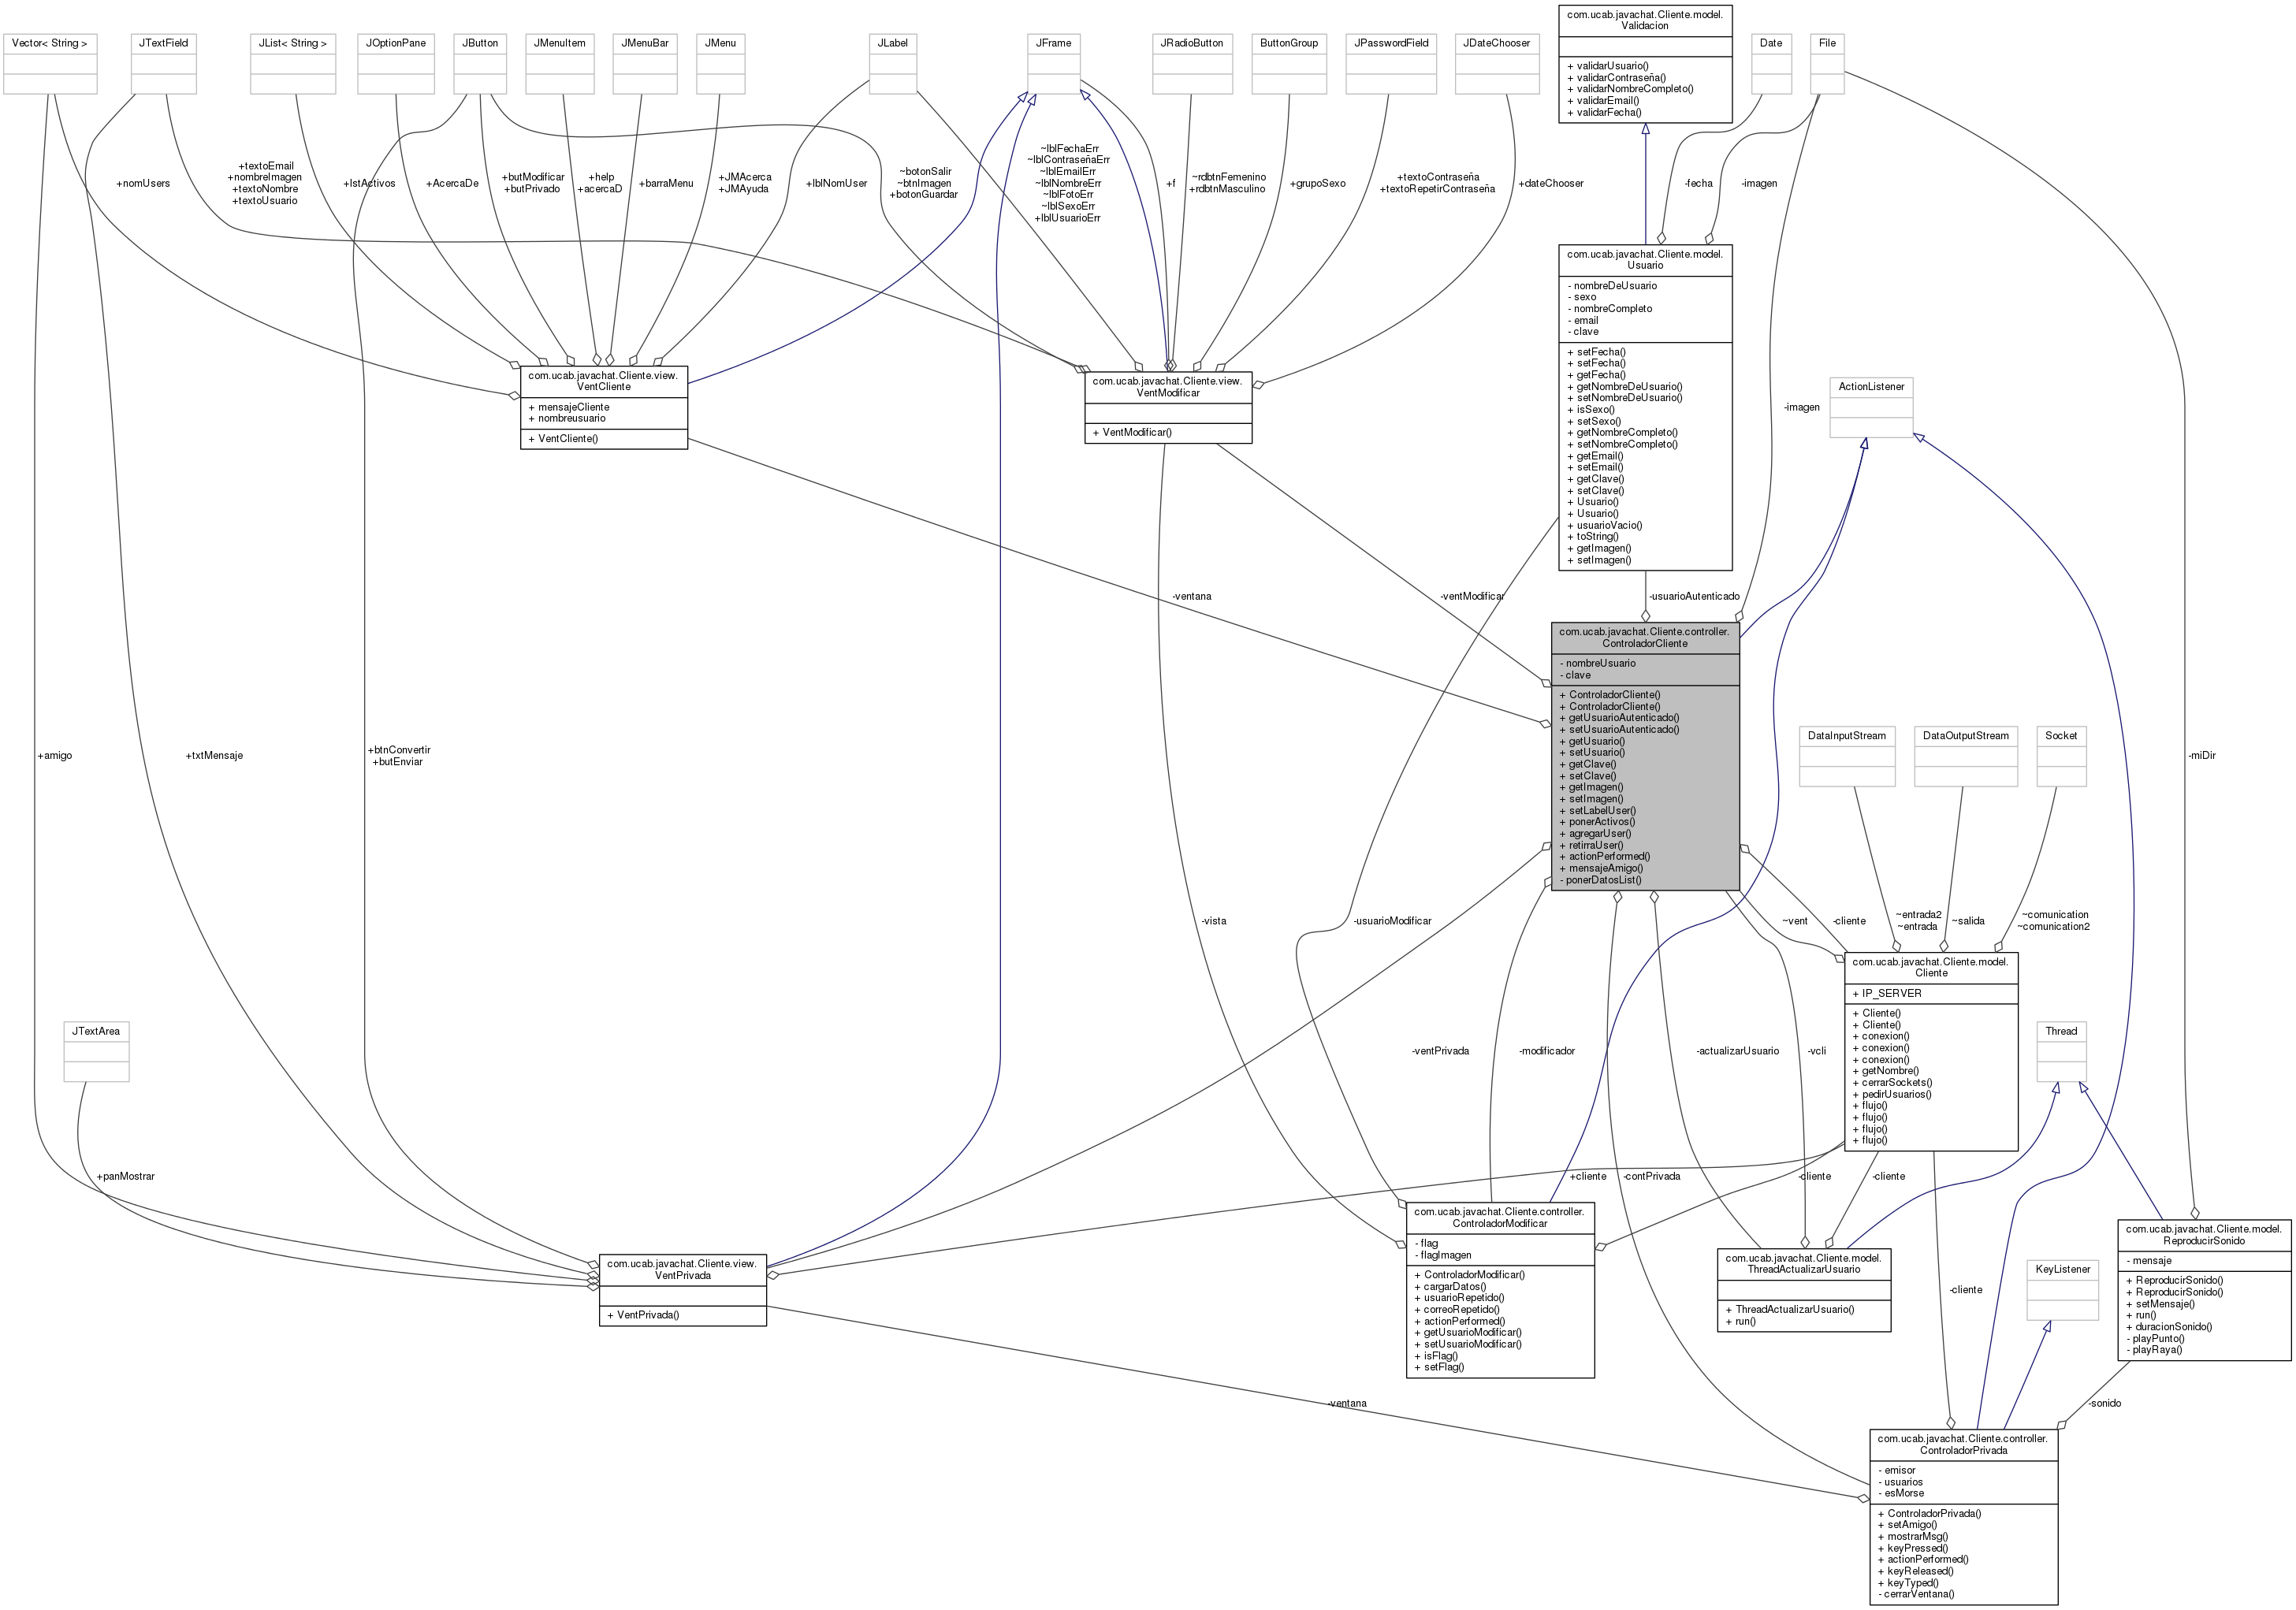 com.ucab.javachat.Cliente.model.
Validacion
+ validarUsuario()
+ validarContraseña()
+ validarNombreCompleto()
+ validarEmail()
+ validarFecha()
Vector< String >
JTextField
JList< String >
JOptionPane
JButton
JMenuItem
JMenuBar
JMenu
JLabel
JFrame
JRadioButton
ButtonGroup
JPasswordField
JDateChooser
Date
File
+nomUsers
+textoEmail
+nombreImagen
+textoNombre
+textoUsuario
+lstActivos
+AcercaDe
+butModificar
+butPrivado
+help
+acercaD
+barraMenu
+JMAcerca
+JMAyuda
+lblNomUser
~botonSalir
~btnImagen
+botonGuardar
~lblFechaErr
~lblContraseñaErr
~lblEmailErr
~lblNombreErr
~lblFotoErr
~lblSexoErr
+lblUsuarioErr
+f
~rdbtnFemenino
+rdbtnMasculino
+grupoSexo
+textoContraseña
+textoRepetirContraseña
+dateChooser
-fecha
-imagen
com.ucab.javachat.Cliente.model.
Usuario
- nombreDeUsuario
- sexo
- nombreCompleto
- email
- clave
+ setFecha()
+ setFecha()
+ getFecha()
+ getNombreDeUsuario()
+ setNombreDeUsuario()
+ isSexo()
+ setSexo()
+ getNombreCompleto()
+ setNombreCompleto()
+ getEmail()
+ setEmail()
+ getClave()
+ setClave()
+ Usuario()
+ Usuario()
+ usuarioVacio()
+ toString()
+ getImagen()
+ setImagen()
com.ucab.javachat.Cliente.view.
VentCliente
+ mensajeCliente
+ nombreusuario
+ VentCliente()
com.ucab.javachat.Cliente.view.
VentModificar
+ VentModificar()
-imagen
ActionListener
-ventana
-ventModificar
-usuarioAutenticado
com.ucab.javachat.Cliente.controller.
ControladorCliente
- nombreUsuario
- clave
+ ControladorCliente()
+ ControladorCliente()
+ getUsuarioAutenticado()
+ setUsuarioAutenticado()
+ getUsuario()
+ setUsuario()
+ getClave()
+ setClave()
+ getImagen()
+ setImagen()
+ setLabelUser()
+ ponerActivos()
+ agregarUser()
+ retirraUser()
+ actionPerformed()
+ mensajeAmigo()
- ponerDatosList()
+amigo
+txtMensaje
+btnConvertir
+butEnviar
DataInputStream
DataOutputStream
Socket
-miDir
-vista
-usuarioModificar
~vent
-cliente
~entrada2
~entrada
~salida
~comunication
~comunication2
com.ucab.javachat.Cliente.model.
Cliente
+ IP_SERVER
+ Cliente()
+ Cliente()
+ conexion()
+ conexion()
+ conexion()
+ getNombre()
+ cerrarSockets()
+ pedirUsuarios()
+ flujo()
+ flujo()
+ flujo()
+ flujo()
JTextArea
Thread
-ventPrivada
-modificador
-actualizarUsuario
-vcli
+panMostrar
+cliente
-contPrivada
-cliente
-cliente
com.ucab.javachat.Cliente.controller.
ControladorModificar
- flag
- flagImagen
+ ControladorModificar()
+ cargarDatos()
+ usuarioRepetido()
+ correoRepetido()
+ actionPerformed()
+ getUsuarioModificar()
+ setUsuarioModificar()
+ isFlag()
+ setFlag()
com.ucab.javachat.Cliente.model.
ReproducirSonido
- mensaje
+ ReproducirSonido()
+ ReproducirSonido()
+ setMensaje()
+ run()
+ duracionSonido()
- playPunto()
- playRaya()
com.ucab.javachat.Cliente.model.
ThreadActualizarUsuario
+ ThreadActualizarUsuario()
+ run()
com.ucab.javachat.Cliente.view.
VentPrivada
+ VentPrivada()
KeyListener
-cliente
-ventana
-sonido
com.ucab.javachat.Cliente.controller.
ControladorPrivada
- emisor
- usuarios
- esMorse
+ ControladorPrivada()
+ setAmigo()
+ mostrarMsg()
+ keyPressed()
+ actionPerformed()
+ keyReleased()
+ keyTyped()
- cerrarVentana()